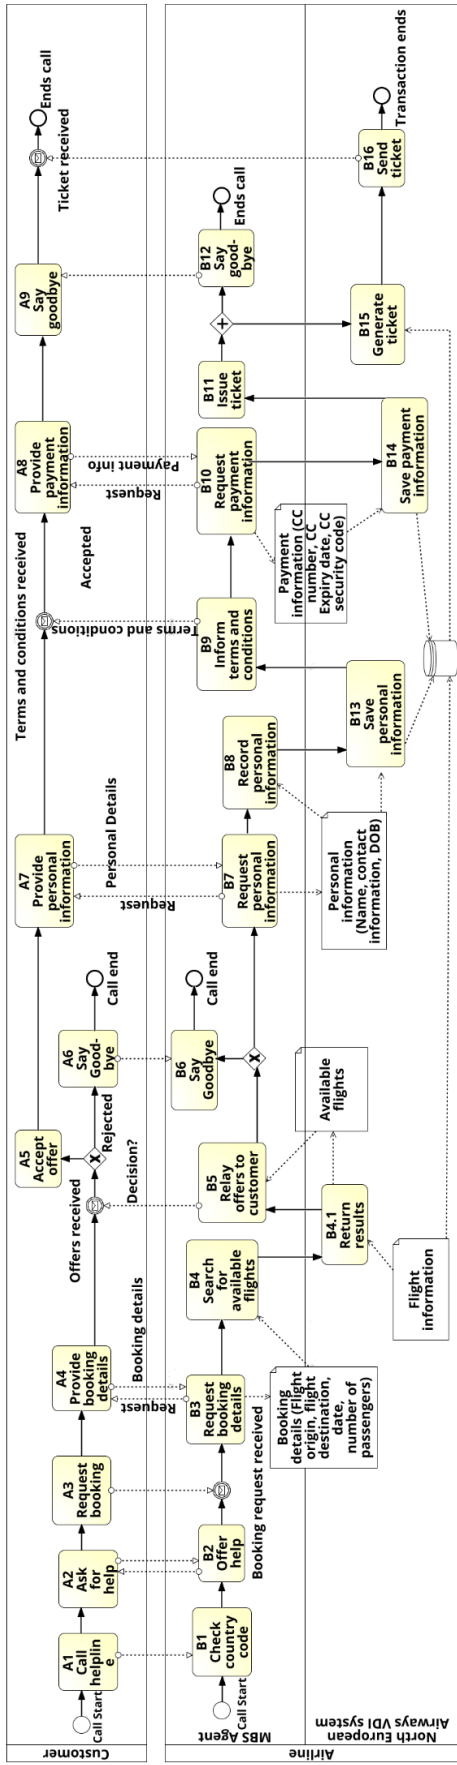 Customer
Call Start
A1
Call
helplin
e
A2
Ask
for
help
A3
Request
booking
A4
Provide
booking
details
Offers received
A5
Accept
offer
Rejected
A6
Say
Good-
bye
Call end
A7
Provide
personal
information
Terms and conditions received
Accepted
A8
Provide
payment
information
A9
Say
goodbye
Ticket received
Ends call
Request
Booking details
Decision?
Request
Personal Details
Terms and conditions
Request
Payment info
Airline
MBS Agent
Call Start
B1
Check
country
code
B2
Offer
help
Booking request received
B3
Request
booking
details
B4
Search
for
available
flights
B5
Relay
offers to
customer
B6
Say
Goodbye
Call end
B7
Request
personal
information
B8
Record
personal
information
B9
Inform
terms and
conditions
B10
Request
payment
information
B11
Issue
ticket
B12
Say
good-
bye
Ends call
Booking
details (Flight
origin, flight
destination,
date,
number of
passengers)
Available
flights
Personal
information
(Name, contact
information, DOB)
Payment
information (CC
number, CC
Expiry date, CC
security code)
North European
Airways VDI system
Flight
information
B4.1
Return
results
B13
Save
personal
information
B14
Save payment
information
B15
Generate
ticket
B16
Send
ticket
Transaction ends